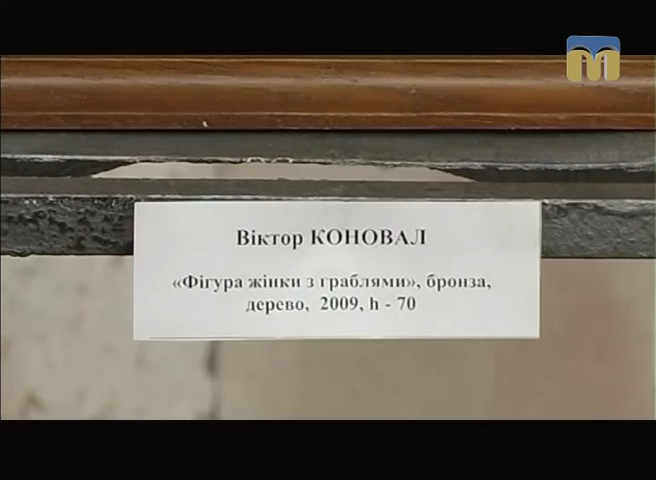 Віктор КОНОВАЛ
«Фігура жінки з граблями», бронза,
дерево, 2009, h - 70